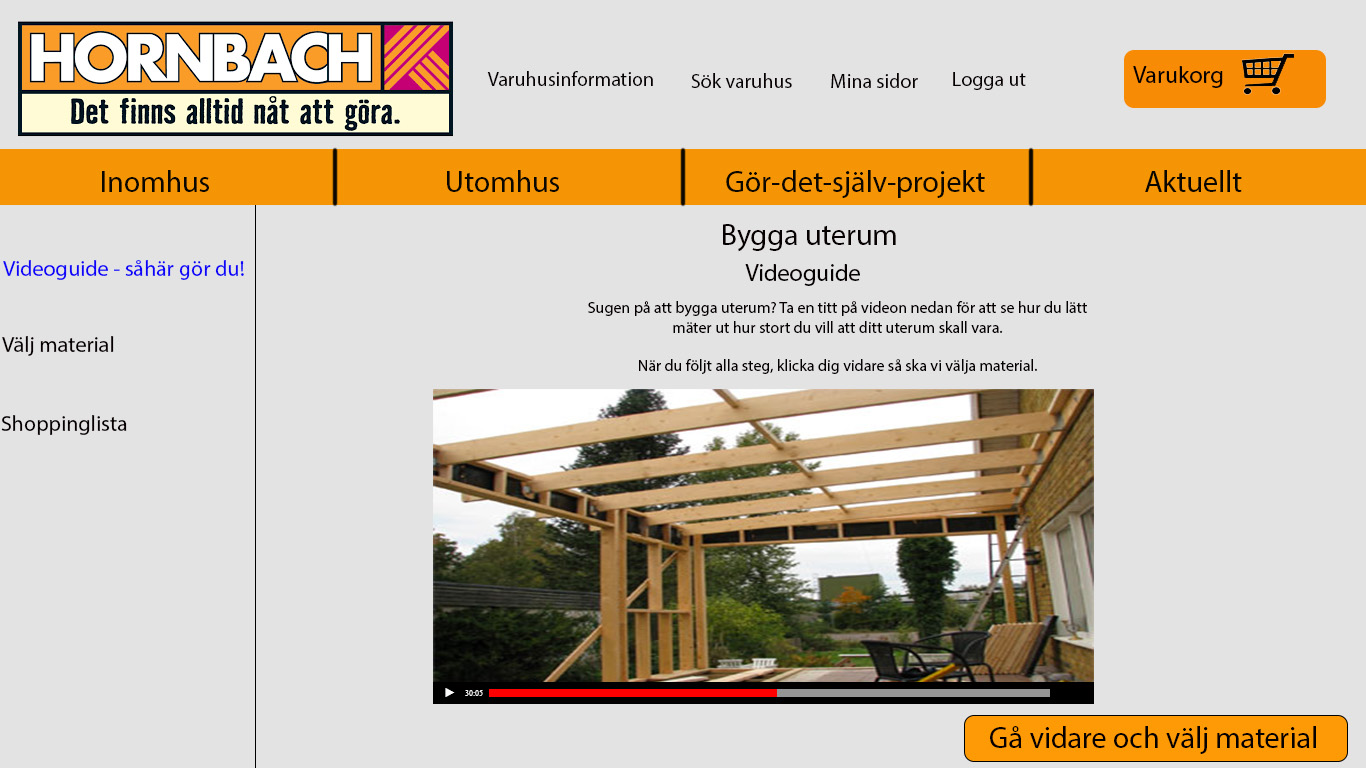 HORNBACH
Det finns alltid nåt att göra.
Varuhusinformation
Sök varuhus
Mina sidor
Logga ut
Varukorg
Inomhus
Utomhus
Gör-det-själv-projekt
Aktuellt
Videoguide - såhär gör du!
Välj material
Shoppinglista
Bygga uterum
Videoguide
Sugen på att bygga uterum? Ta en titt på videon nedan för att se hur du lätt
mäter ut hur stort du vill att ditt uterum skall vara.
När du följt alla steg, klicka dig vidare så ska vi välja material.
30:05
Gå vidare och välj material